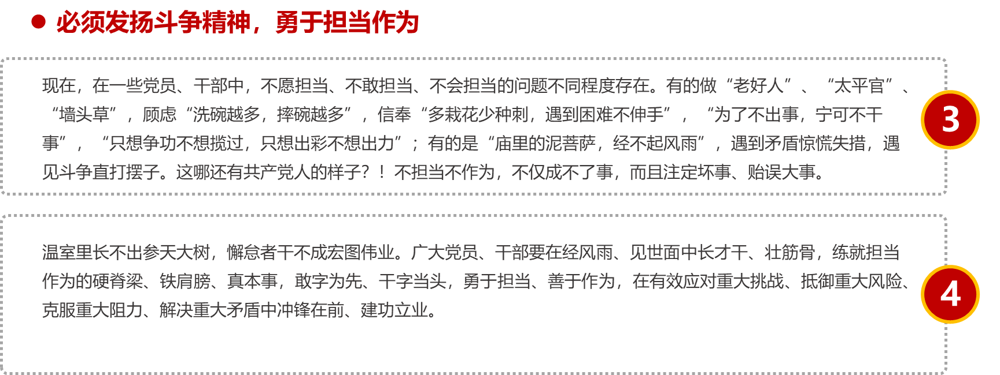 必须发扬斗争精神，勇于担当作为
现在，在一些党员、干部中，不愿担当、不敢担当、不会担当的问题不同程度存在。有的做“老好人”、“太平官”、
“墙头草”，顾虑“洗碗越多，摔碗越多”，信奉“多栽花少种刺，遇到困难不伸手”，“为了不出事，宁可不干
事”，“只想争功不想揽过，只想出彩不想出力”；有的是“庙里的泥菩萨，经不起风雨”，遇到矛盾惊慌失措，遇
见斗争直打摆子。这哪还有共产党人的样子？！不担当不作为，不仅成不了事，而且注定坏事、贻误大事。
3
温室里长不出参天大树，懈怠者干不成宏图伟业。广大党员、干部要在经风雨、见世面中长才干、壮筋骨，练就担当
作为的硬脊梁、铁肩膀、真本事，敢字为先、干字当头，勇于担当、善于作为，在有效应对重大挑战、抵御重大风险、
克服重大阻力、解决重大矛盾中冲锋在前、建功立业。
4